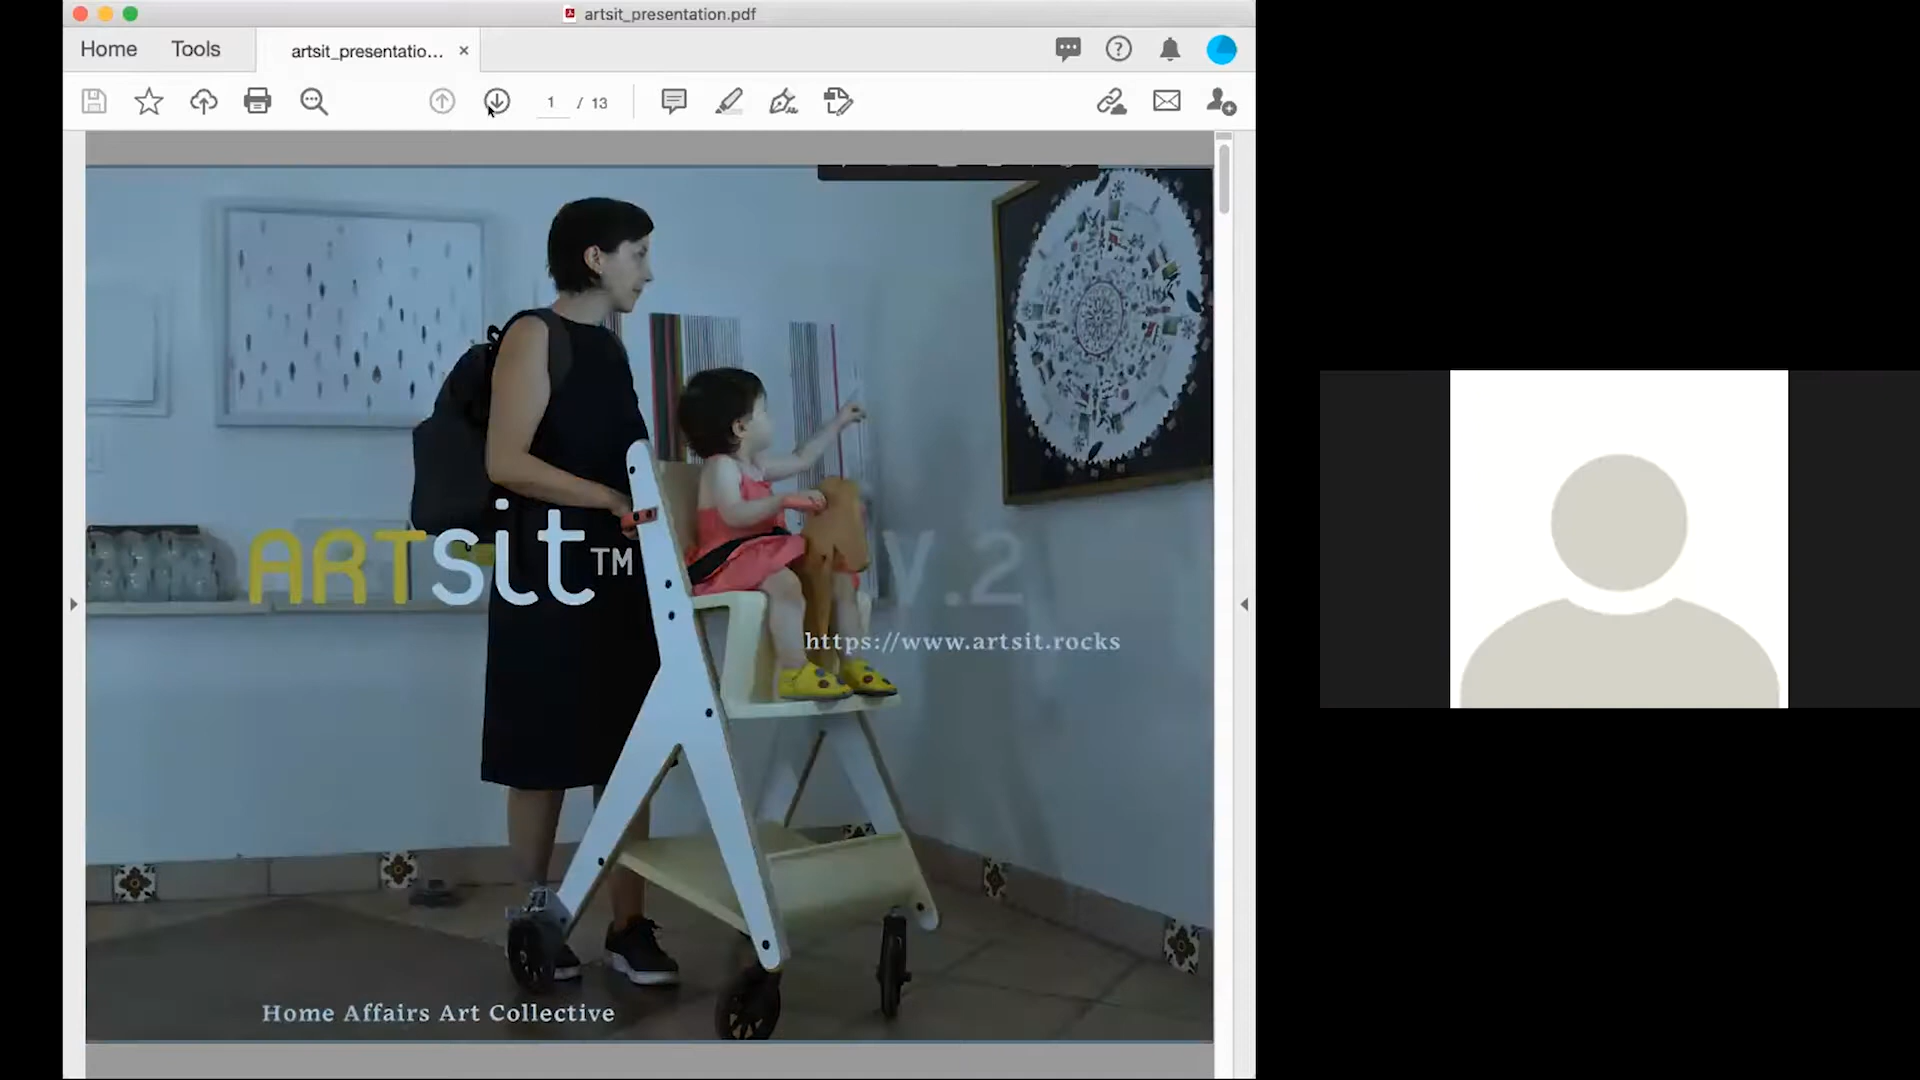 artsit_presentation.pdf
Home Tools artsit_presentatio...
1 / 13
ARTsit™ V.2
https://www.artsit.rocks
Home Affairs Art Collective